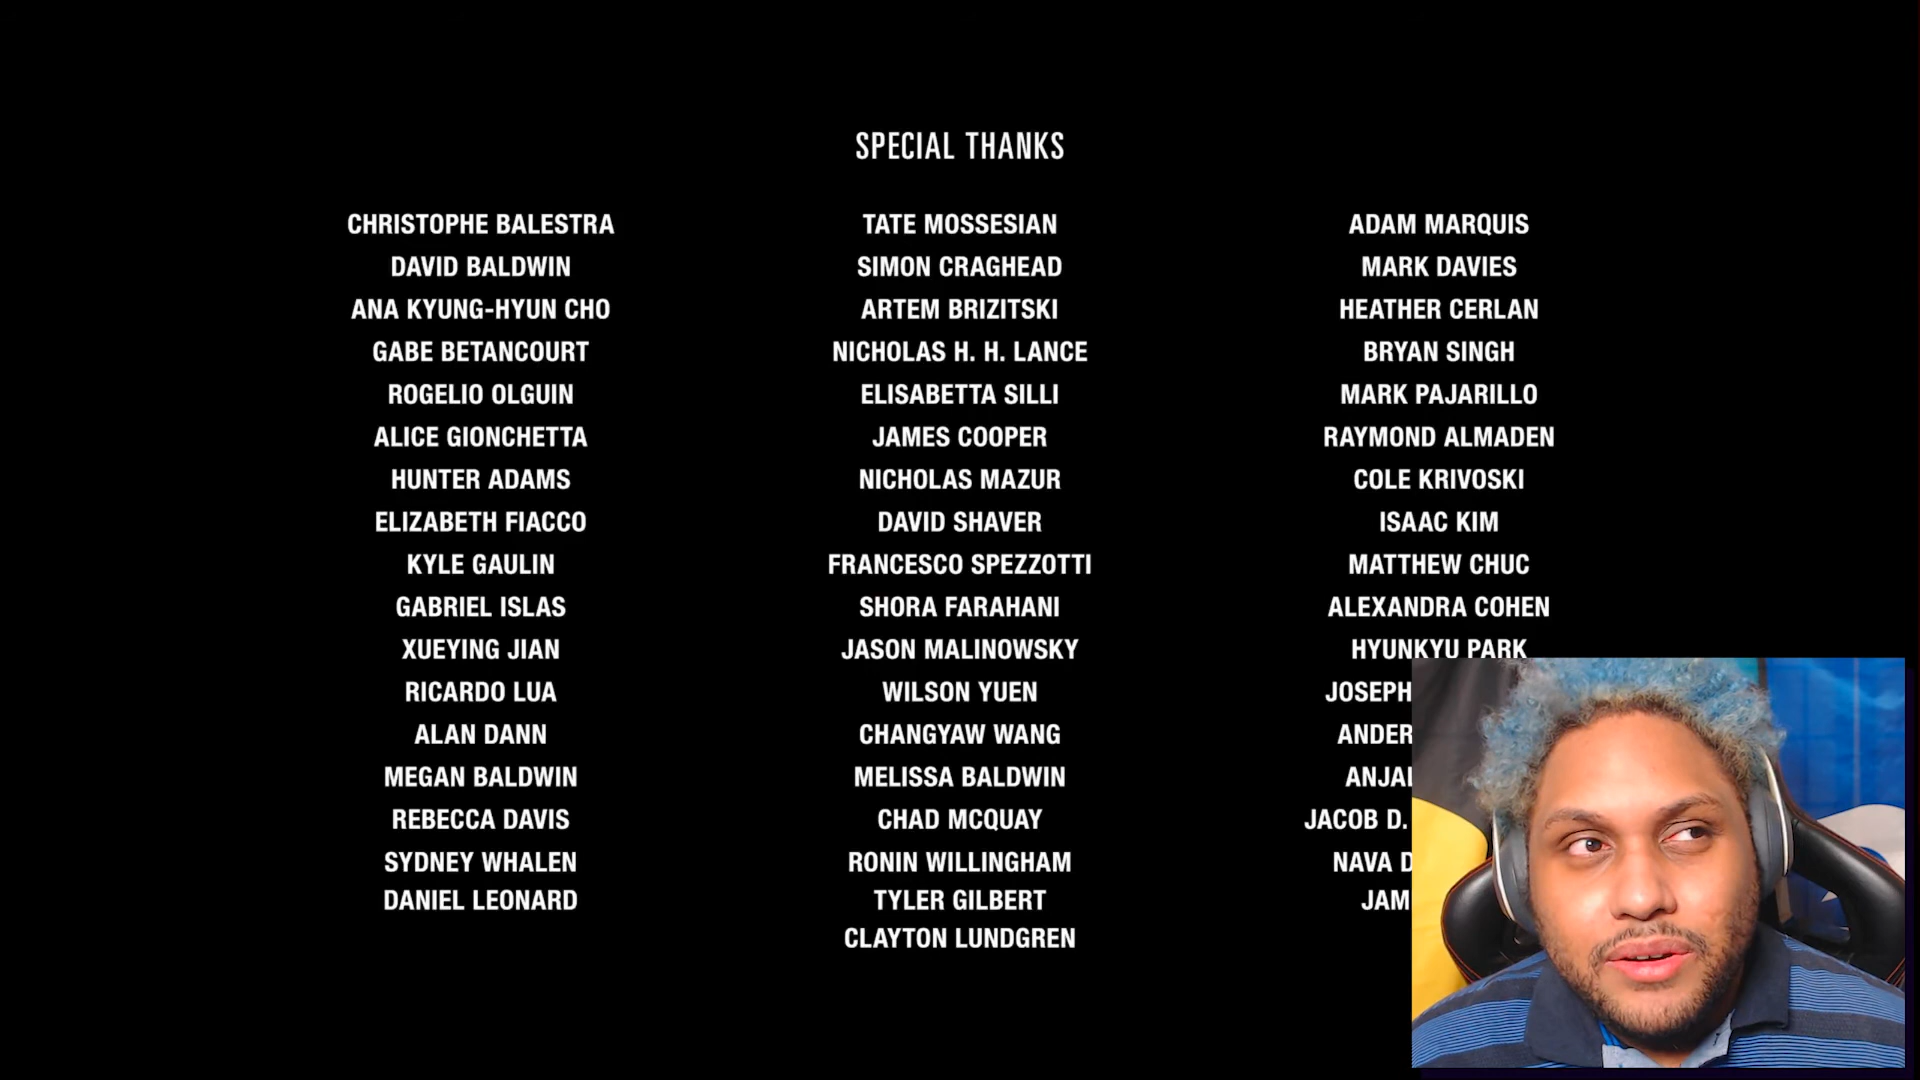 SPECIAL THANKS
CHRISTOPHE BALESTRA
DAVID BALDWIN
ANA KYUNG-HYUN CHO
GABE BETANCOURT
ROGELIO OLGUIN
ALICE GIONCHETTA
HUNTER ADAMS
ELIZABETH FIACCO
KYLE GAULIN
GABRIEL ISLAS
XUEYING JIAN
RICARDO LUA
ALAN DANN
MEGAN BALDWIN
REBECCA DAVIS
SYDNEY WHALEN
DANIEL LEONARD
TATE MOSSESIAN
SIMON CRAGHEAD
ARTEM BRIZITSKI
NICHOLAS H. H. LANCE
ELISABETTA SILLI
JAMES COOPER
NICHOLAS MAZUR
DAVID SHAVER
FRANCESCO SPEZZOTTI
SHORA FARAHANI
JASON MALINOWSKY
WILSON YUEN
CHANGYAW WANG
MELISSA BALDWIN
CHAD MCQUAY
RONIN WILLINGHAM
TYLER GILBERT
CLAYTON LUNDGREN
ADAM MARQUIS
MARK DAVIES
HEATHER CERLAN
BRYAN SINGH
MARK PAJARILLO
RAYMOND ALMADEN
COLE KRIVOSKI
ISAAC KIM
MATTHEW CHUC
ALEXANDRA COHEN
HYUNKYU PARK
JOSEPH
JACOB D.
NAVA